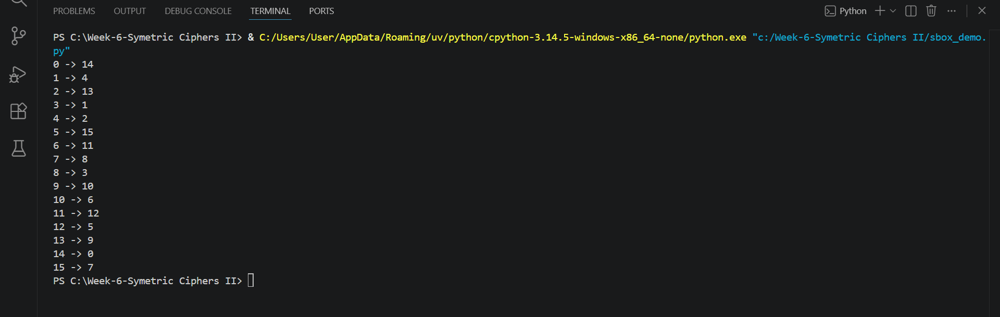 PROBLEMS OUTPUT DEBUG CONSOLE TERMINAL PORTS Python
PS C:\Week-6-Symetric Ciphers II> & C:/Users/User/AppData/Roaming/uv/python/cpython-3.14.5-windows-x86_64-none/python.exe "c:/Week-6-Symetric Ciphers II/sbox_demo.
py"
0 -> 14
1 -> 4
2 -> 13
3 -> 1
4 -> 2
5 -> 15
6 -> 11
7 -> 8
8 -> 3
9 -> 10
10 -> 6
11 -> 12
12 -> 5
13 -> 9
14 -> 0
15 -> 7
PS C:\Week-6-Symetric Ciphers II>